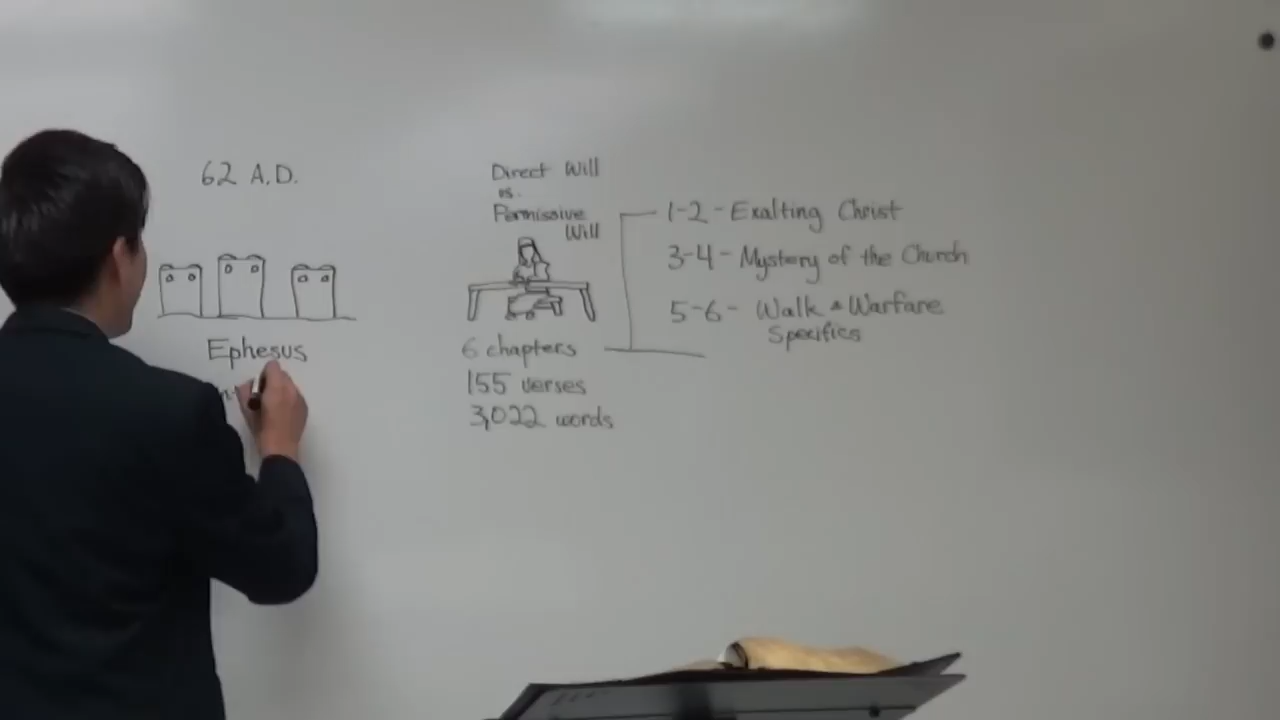 62 A.D.
Ephesus
Direct Will
vs.
Permissive
Will
6 chapters
155 verses
3,022 words
1-2 - Exalting Christ
3-4 - Mystery of the Church
5-6 - Walk & Warfare
Specifics